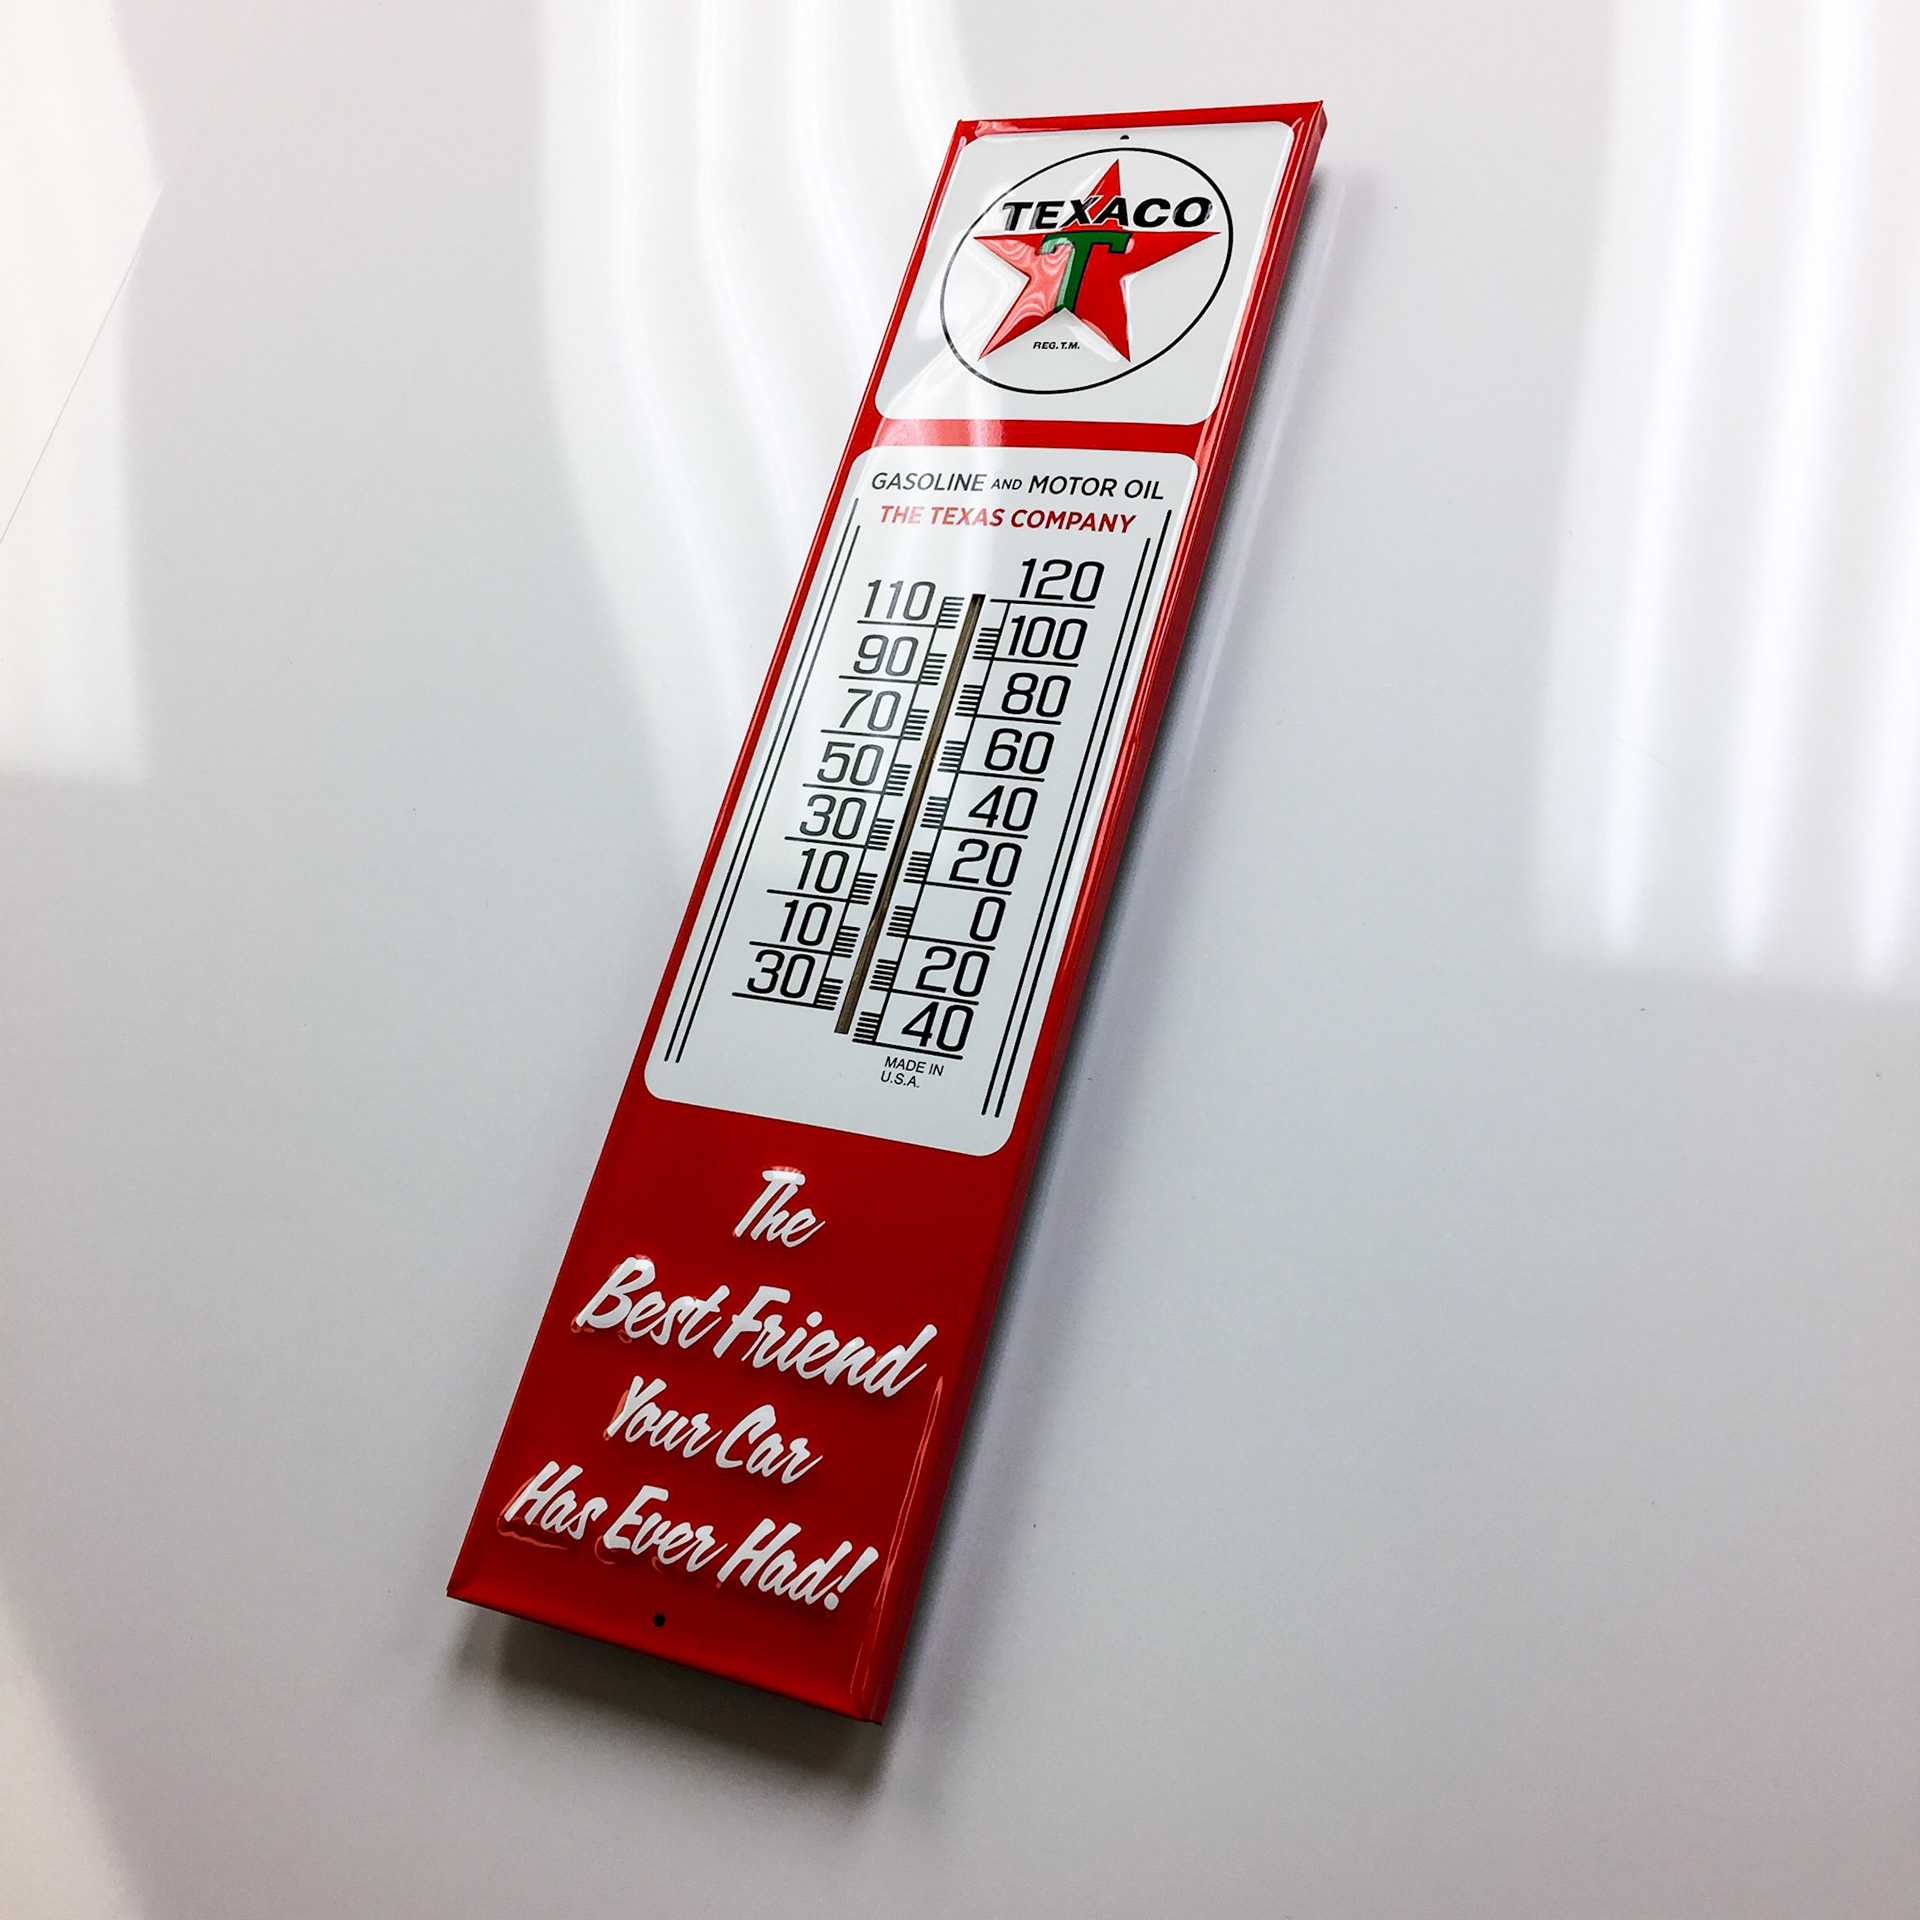 TEXACO
T
REG. T.M.
GASOLINE AND MOTOR OIL
THE TEXAS COMPANY
120
110
100
90
80
70
60
50
40
30
20
10
0
10
20
30
40
MADE IN
U.S.A.
The
Best Friend
Your Car
Has Ever Had!